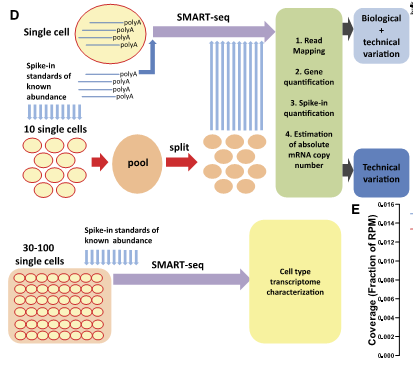 D
Single cell
polyA
polyA
polyA
polyA
SMART-seq
1. Read
Mapping
2. Gene
quantification
3. Spike-in
quantification
4. Estimation
of absolute
mRNA copy
number
Biological
+
technical
variation
Spike-in
standards of
known
abundance
polyA
polyA
polyA
polyA
10 single cells
pool
split
Technical
variation
E
Coverage (Fraction of RPM)
0.016
0.014
0.012
0.010
0.008
0.006
0.004
0.002
0.000
30-100
single cells
Spike-in standards of
known abundance
SMART-seq
Cell type
transcriptome
characterization